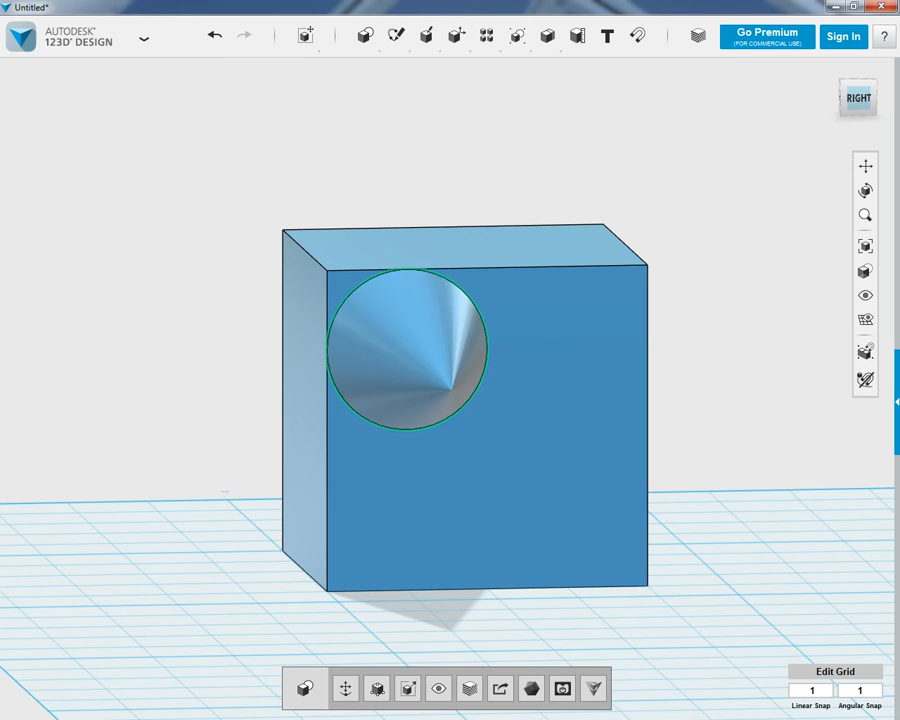 Untitled*
AUTODESK®
123D® DESIGN
T
Go Premium
(FOR COMMERCIAL USE)
Sign In
?
RIGHT
Edit Grid
1 1
Linear Snap Angular Snap